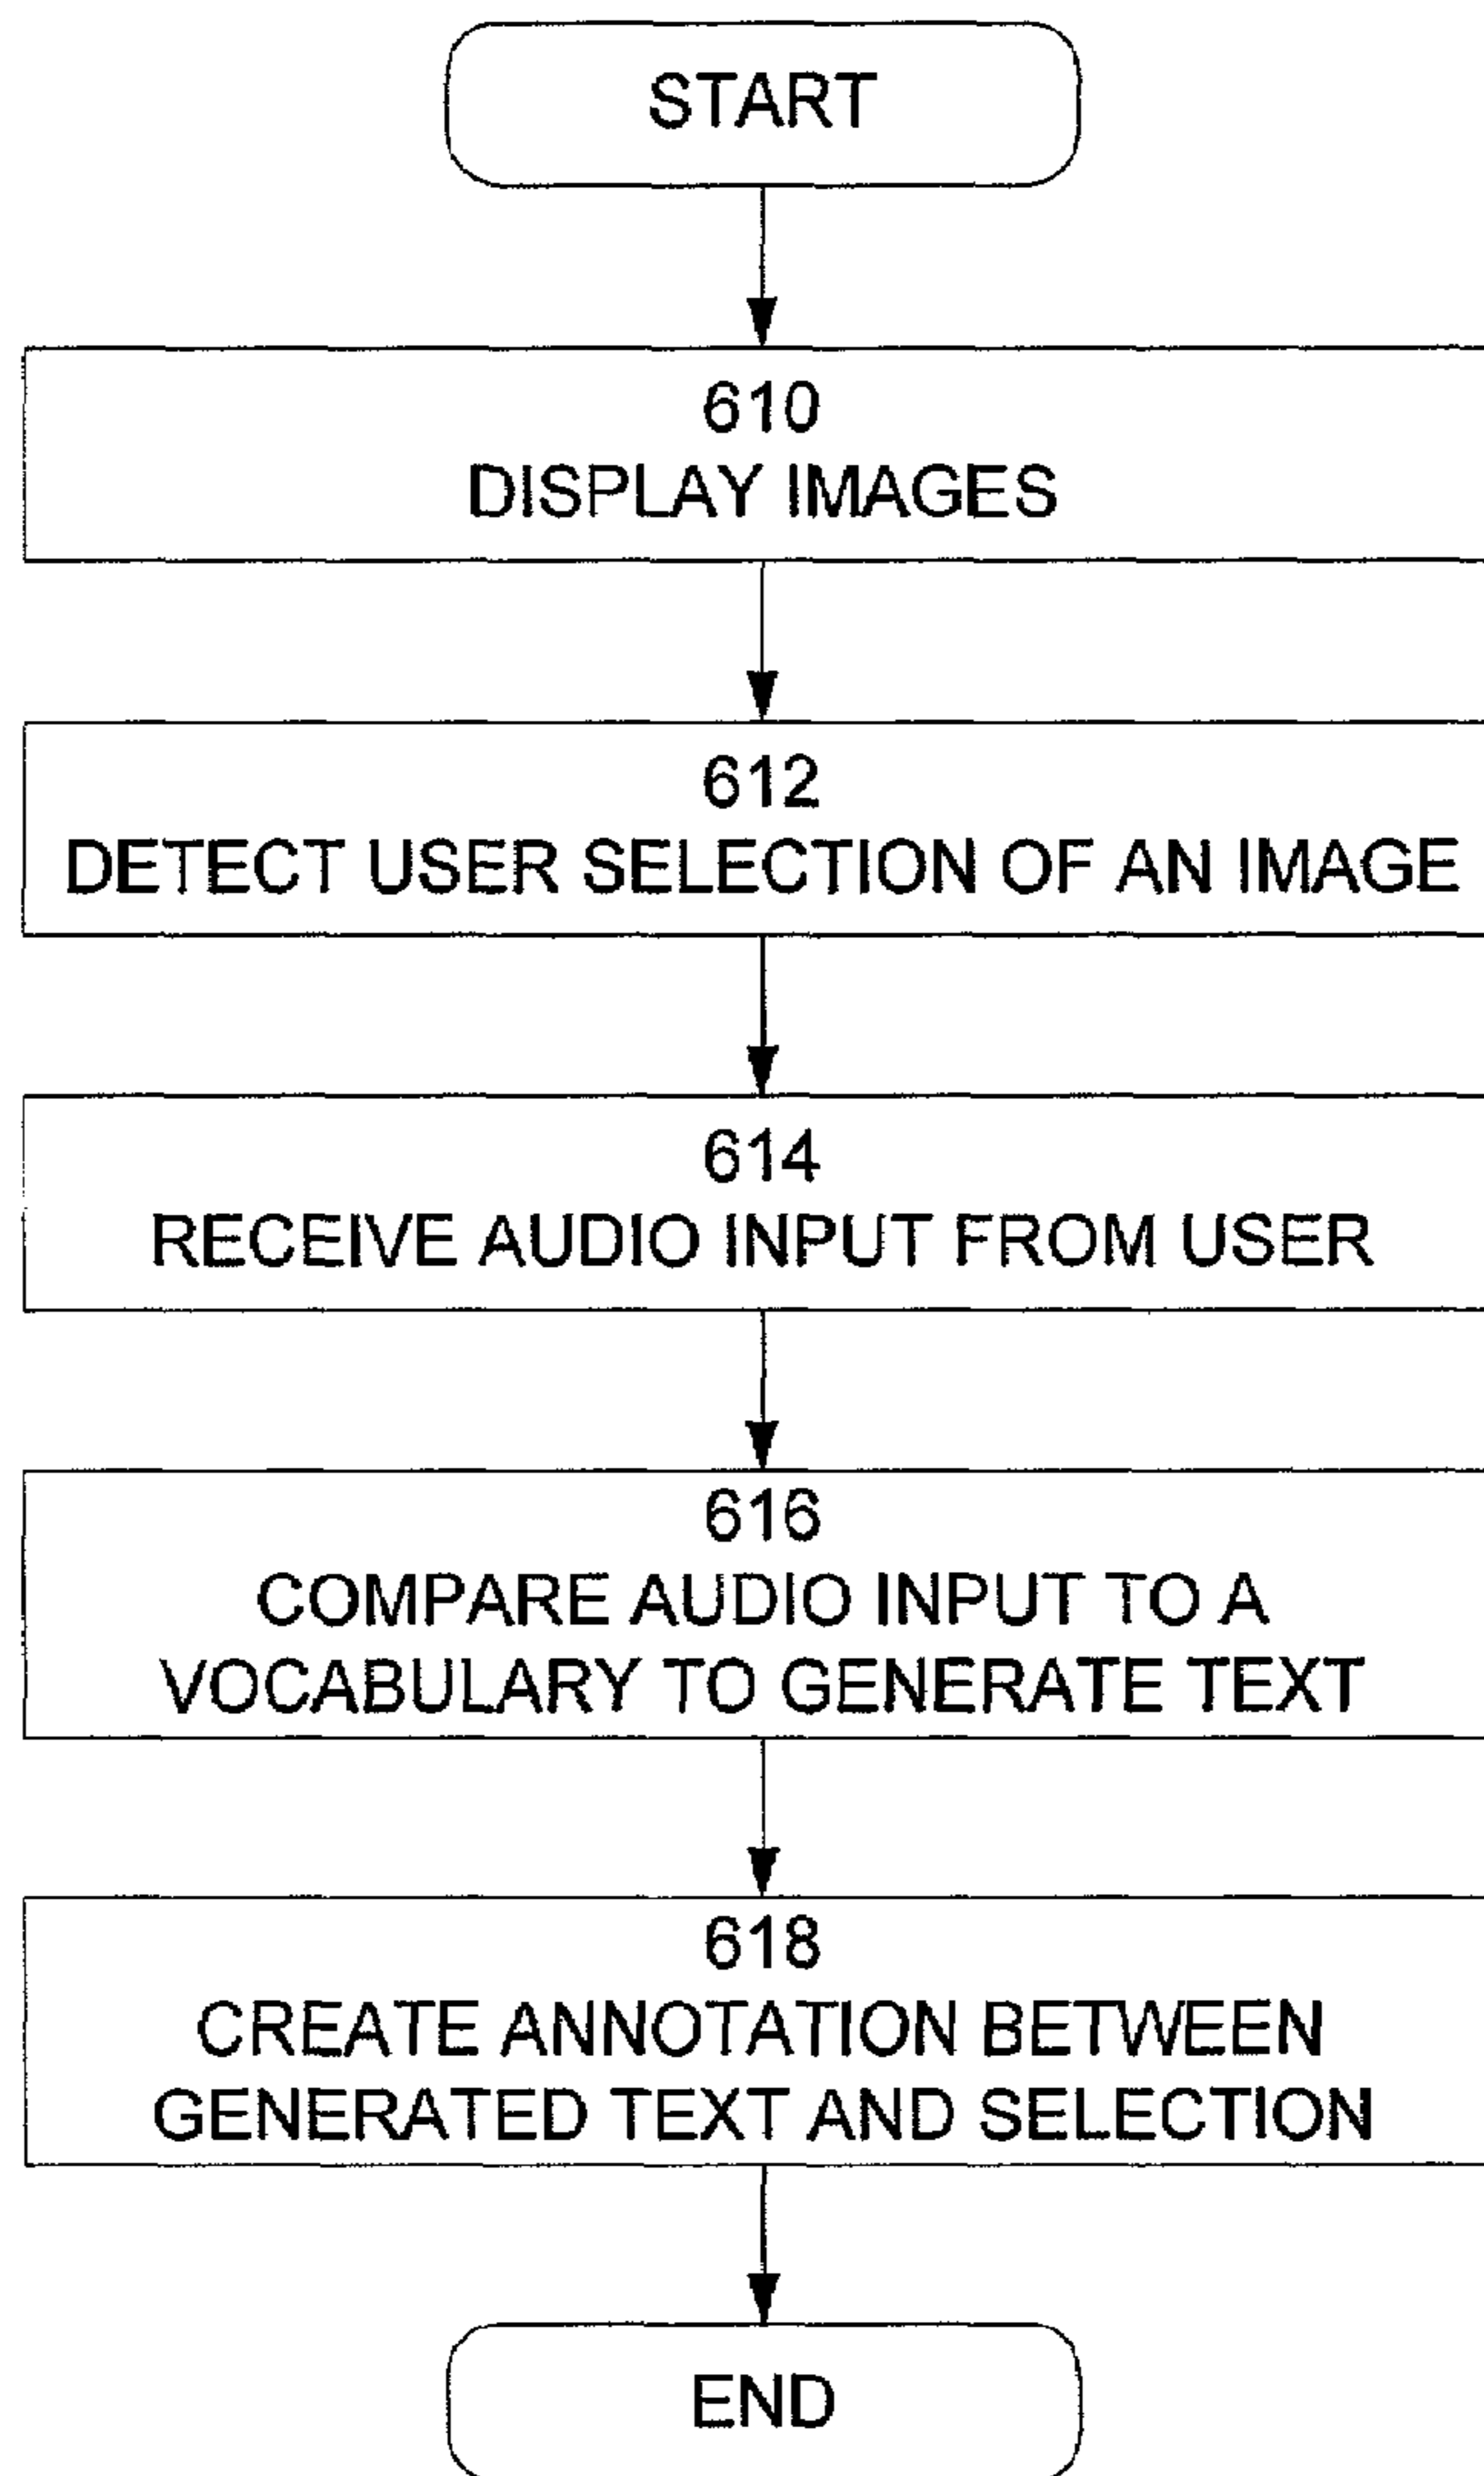 START
610
DISPLAY IMAGES
612
DETECT USER SELECTION OF AN IMAGE
614
RECEIVE AUDIO INPUT FROM USER
616
COMPARE AUDIO INPUT TO A
VOCABULARY TO GENERATE TEXT
618
CREATE ANNOTATION BETWEEN
GENERATED TEXT AND SELECTION
END